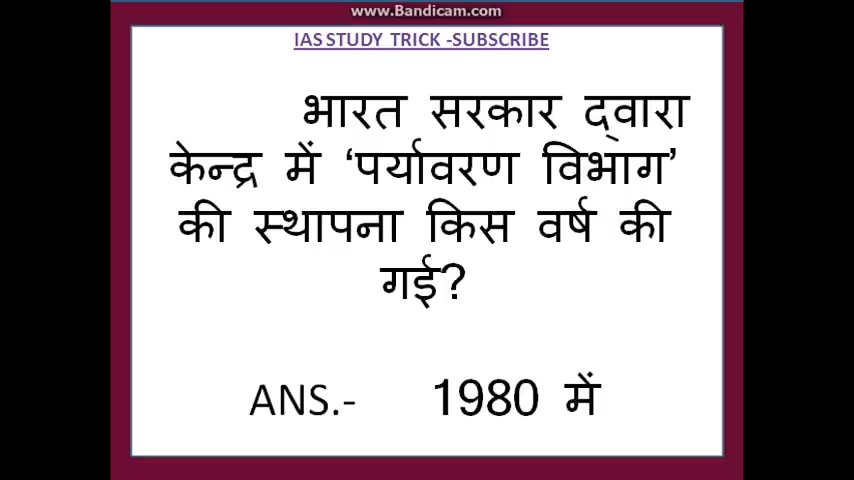 www.Bandicam.com
IAS STUDY TRICK -SUBSCRIBE
भारत सरकार द्वारा
केन्द्र में ‘पर्यावरण विभाग’
की स्थापना किस वर्ष की
गई?
ANS.- 1980 में